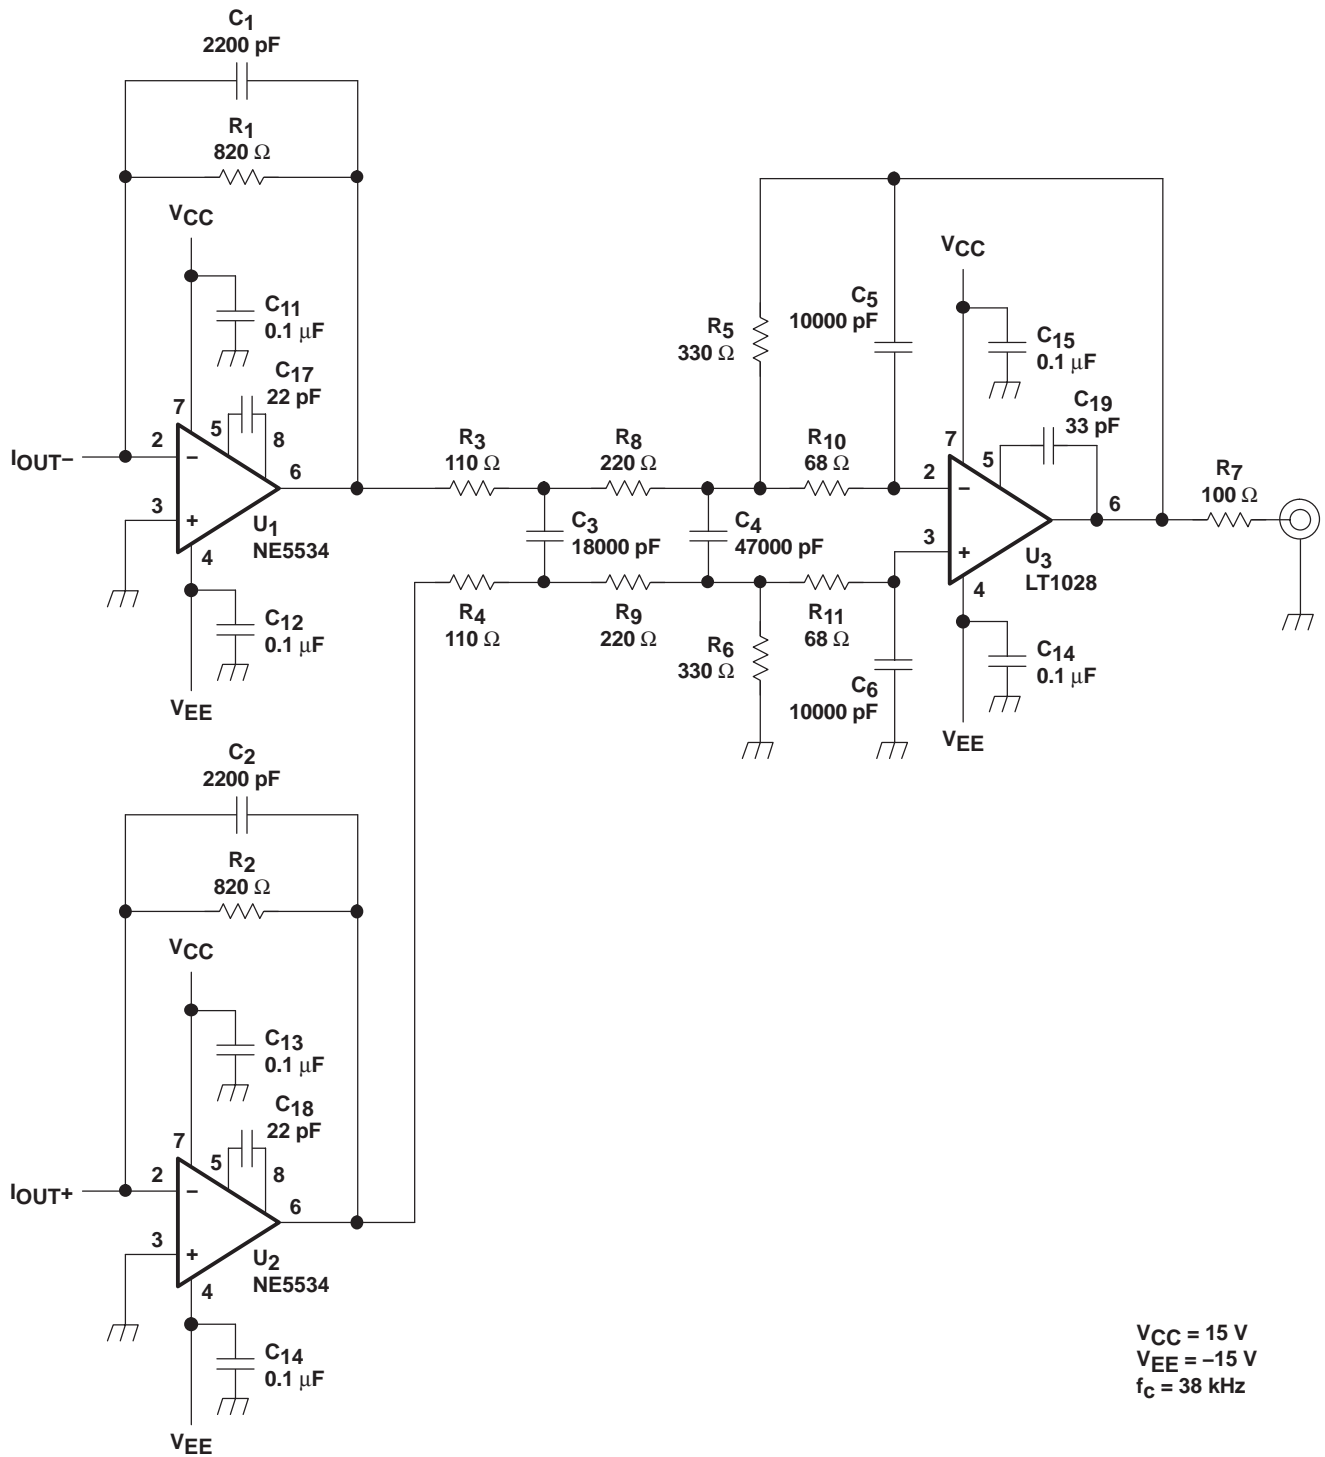 C1
2200 pF
R1
820 Ω
VCC
C11
0.1 μF
C17
22 pF
7
5
8
2
–
IOUT–
6
3
+
U1
NE5534
4
C12
0.1 μF
VEE
R3
110 Ω
R8
220 Ω
R10
68 Ω
C3
18000 pF
C4
47000 pF
R4
110 Ω
R9
220 Ω
R11
68 Ω
R5
330 Ω
C5
10000 pF
R6
330 Ω
C6
10000 pF
VCC
C15
0.1 μF
C19
33 pF
7
5
2
–
6
3
+
U3
LT1028
4
C14
0.1 μF
VEE
R7
100 Ω
C2
2200 pF
R2
820 Ω
VCC
C13
0.1 μF
C18
22 pF
7
5
8
2
–
IOUT+
6
3
+
U2
NE5534
4
C14
0.1 μF
VEE
VCC = 15 V
VEE = –15 V
fC = 38 kHz